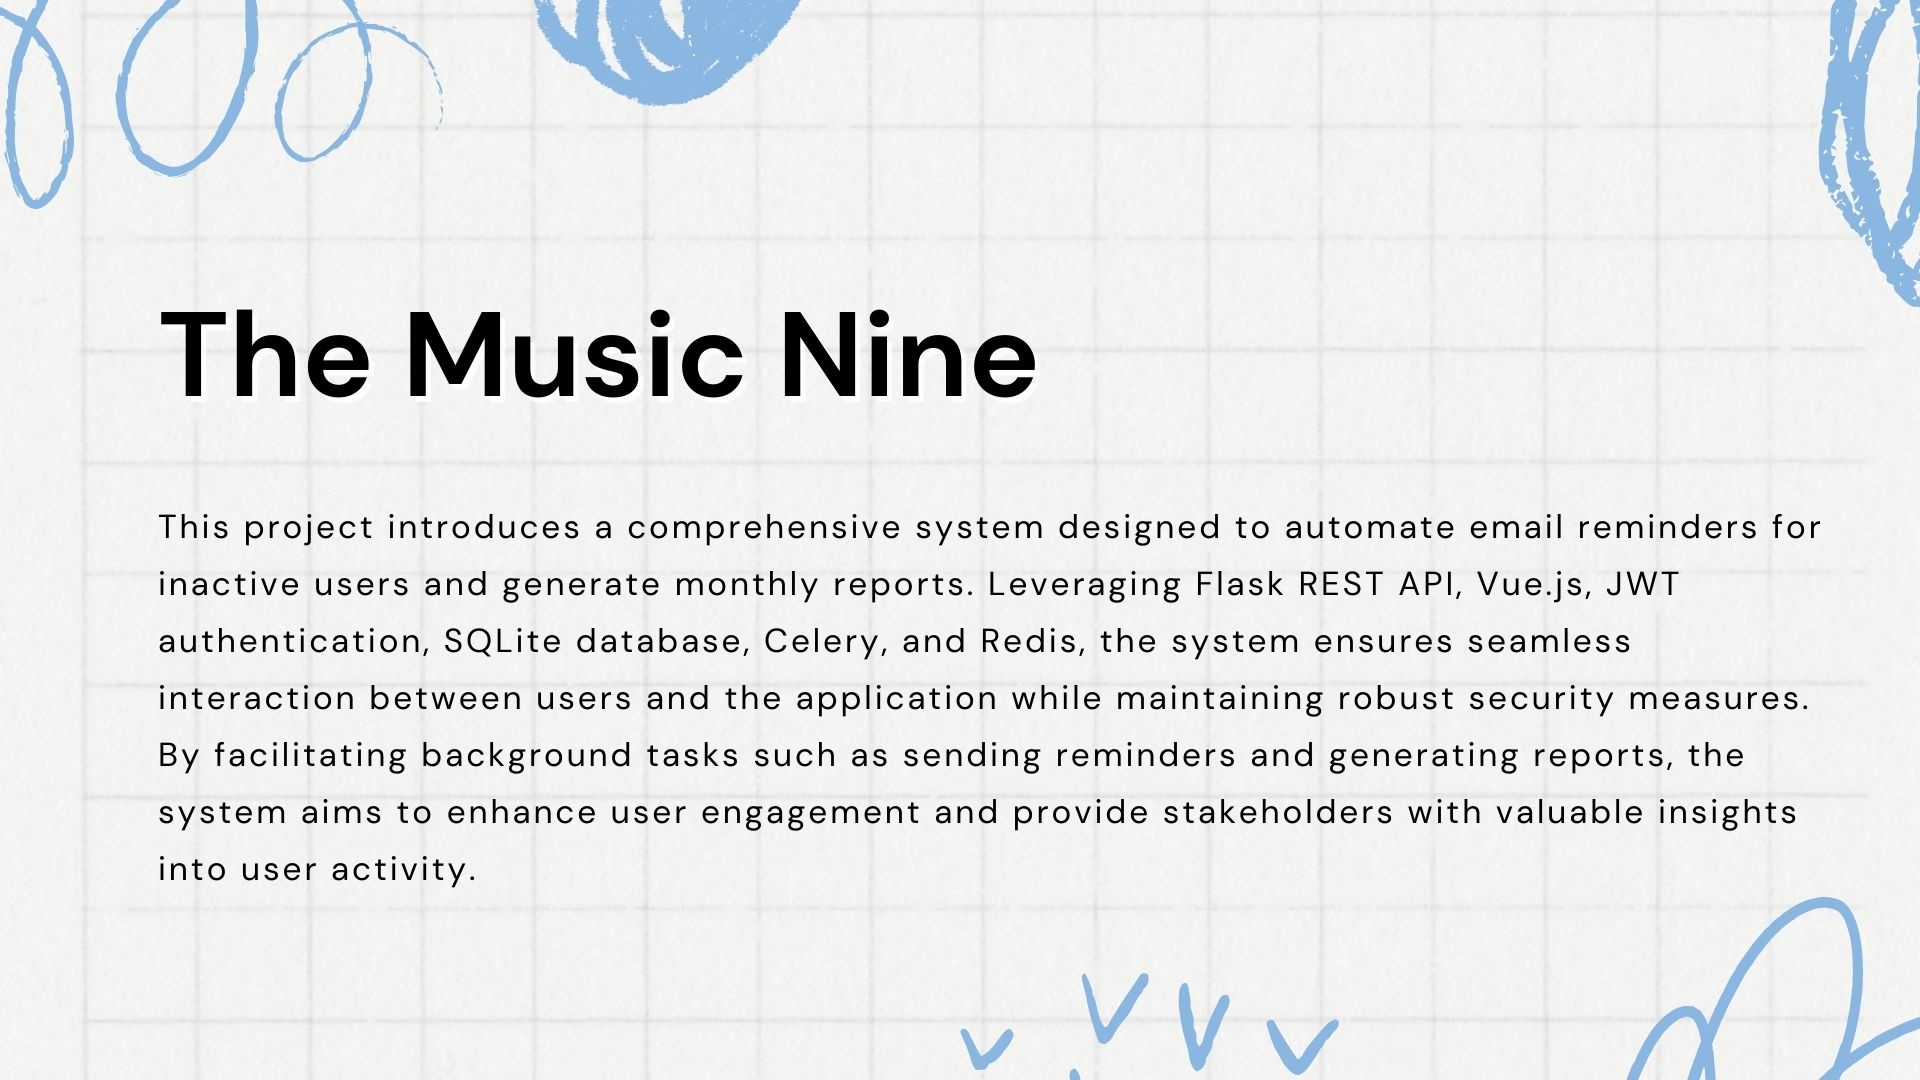 The Music Nine
This project introduces a comprehensive system designed to automate email reminders for
inactive users and generate monthly reports. Leveraging Flask REST API, Vue.js, JWT
authentication, SQLite database, Celery, and Redis, the system ensures seamless
interaction between users and the application while maintaining robust security measures.
By facilitating background tasks such as sending reminders and generating reports, the
system aims to enhance user engagement and provide stakeholders with valuable insights
into user activity.